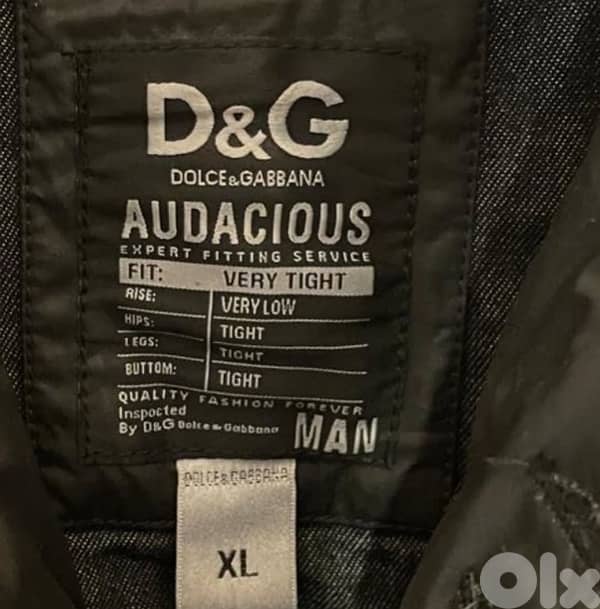 D&G
DOLCE&GABBANA
AUDACIOUS
EXPERT FITTING SERVICE
FIT: VERY TIGHT
RISE: VERY LOW
HIPS: TIGHT
LEGS: TIGHT
BUTTOM: TIGHT
QUALITY FASHION FOREVER
Inspocted
By D&G Dolce & Gabbana
MAN
DOLCE&GABBANA
XL
Olx